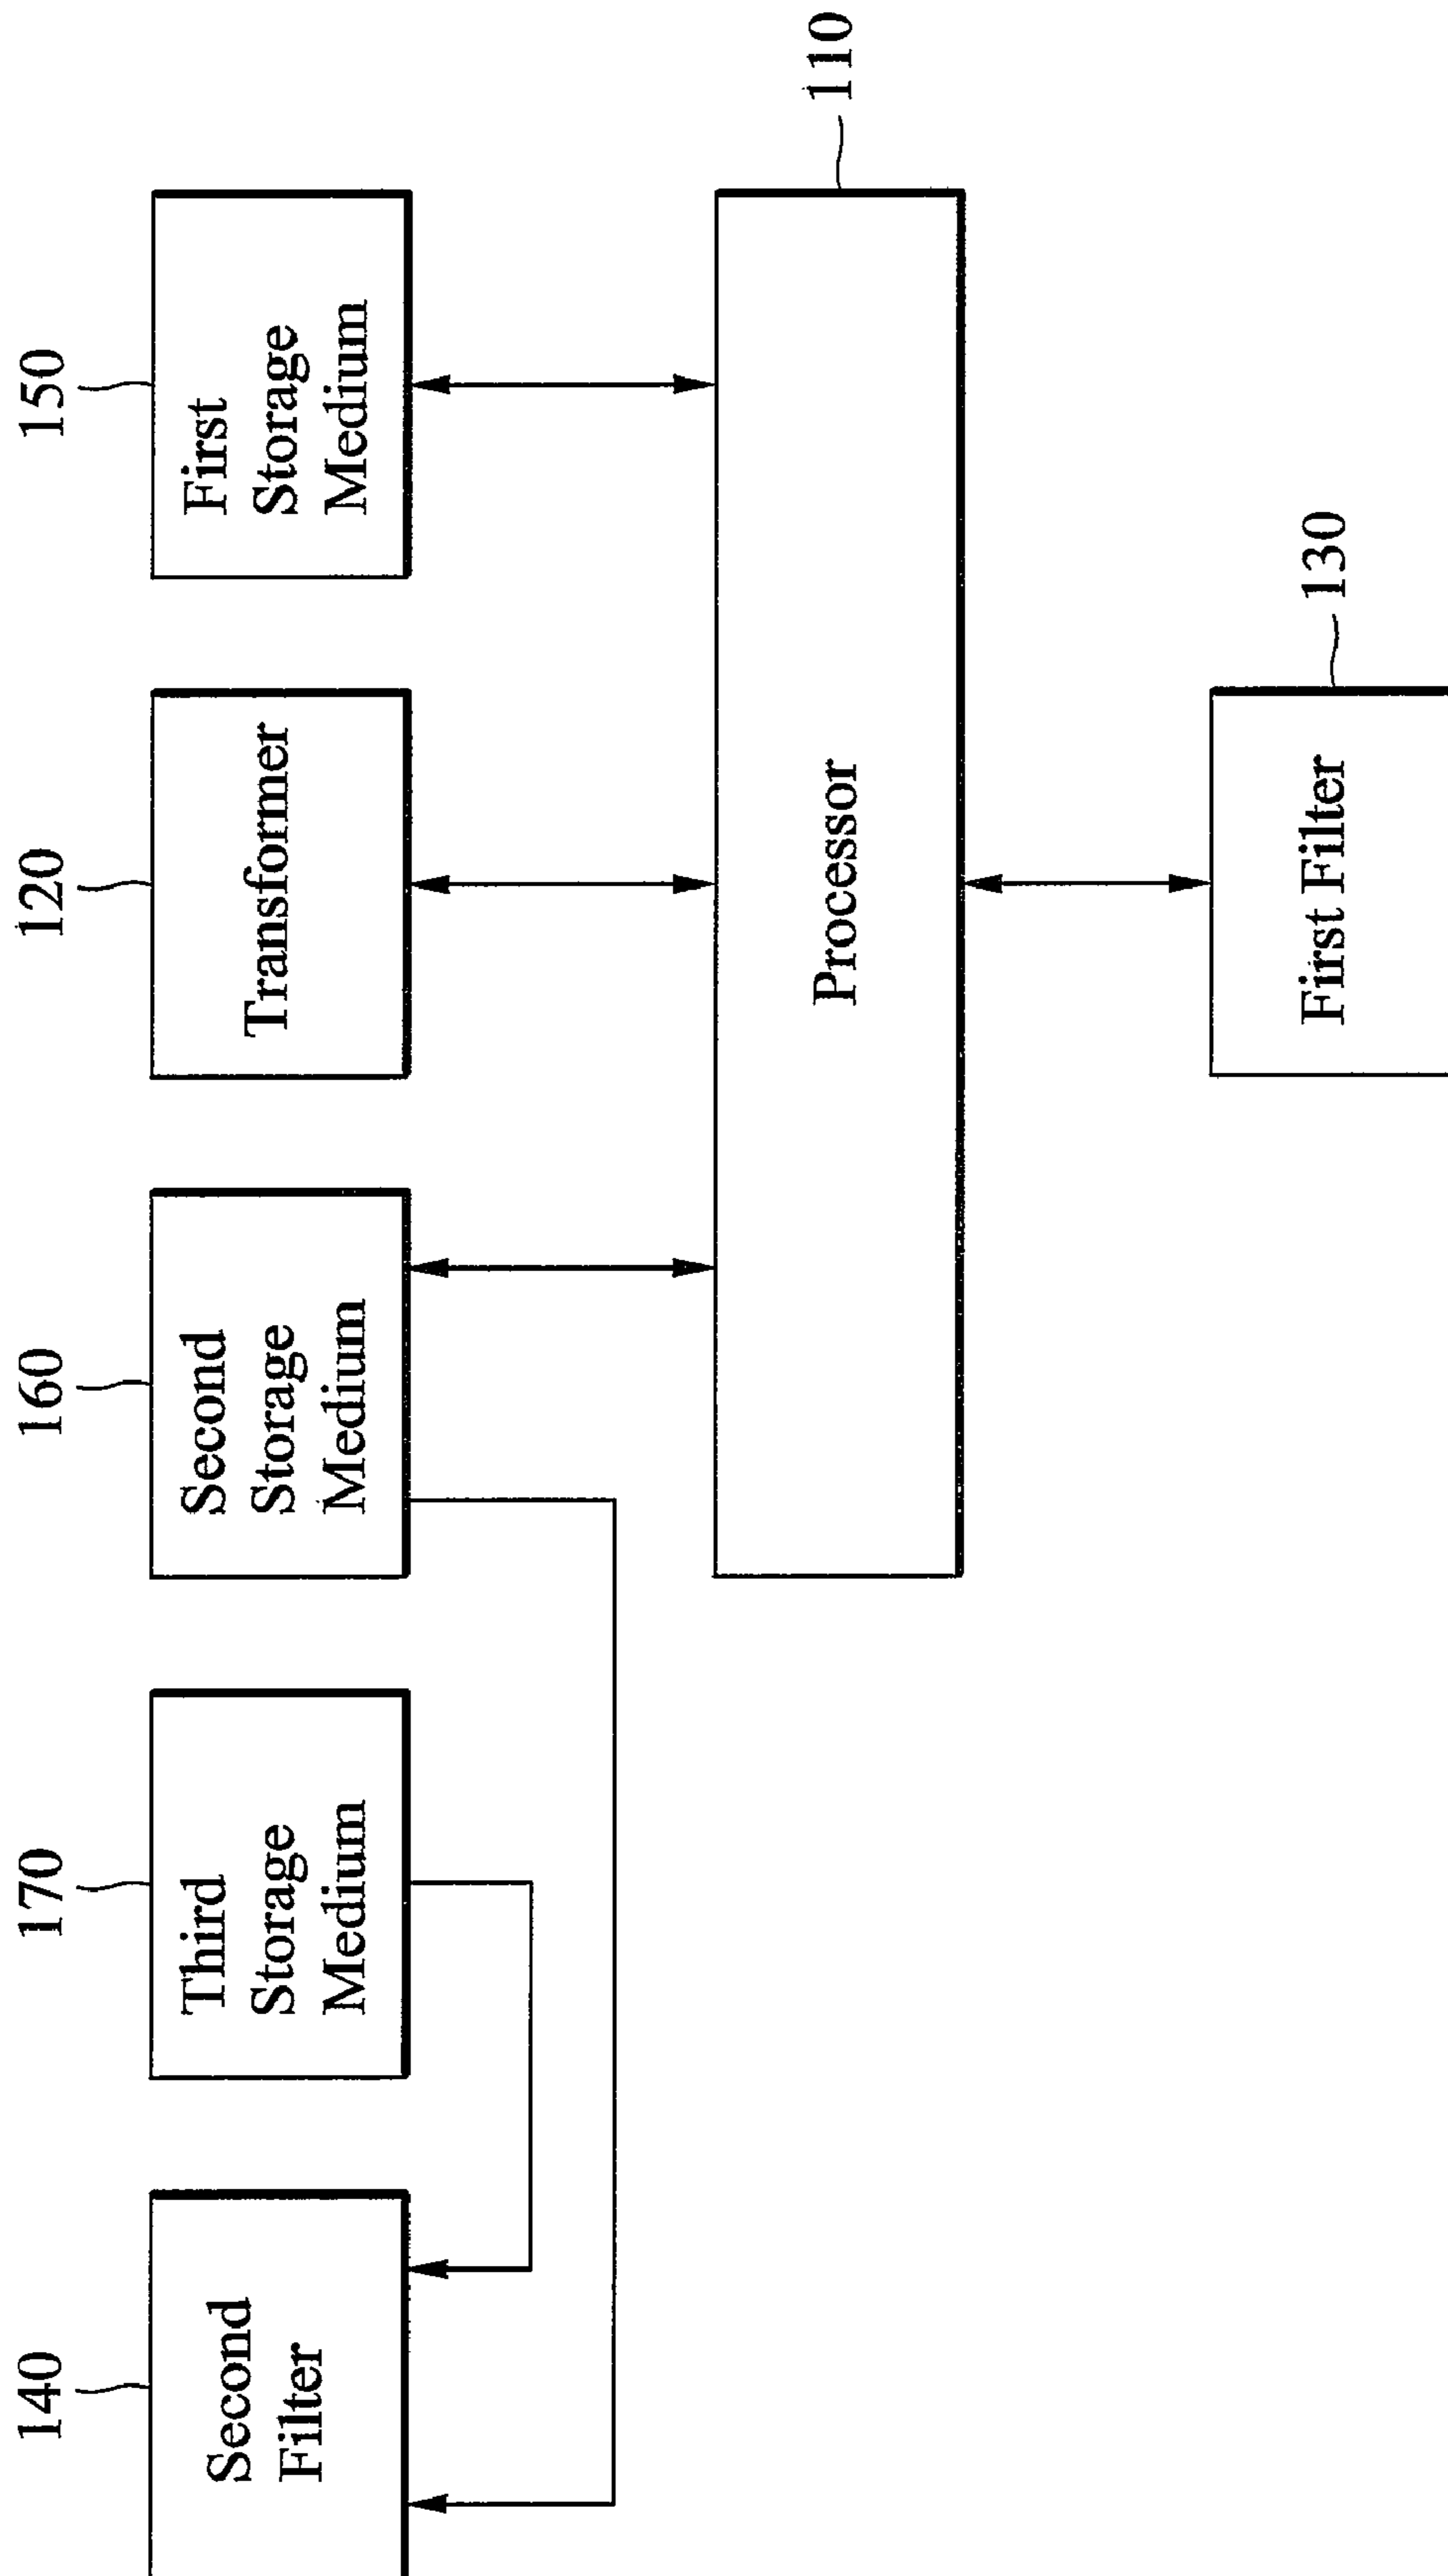 140
Second
Filter
170
Third
Storage
Medium
160
Second
Storage
Medium
120
Transformer
150
First
Storage
Medium
Processor
110
First Filter
130